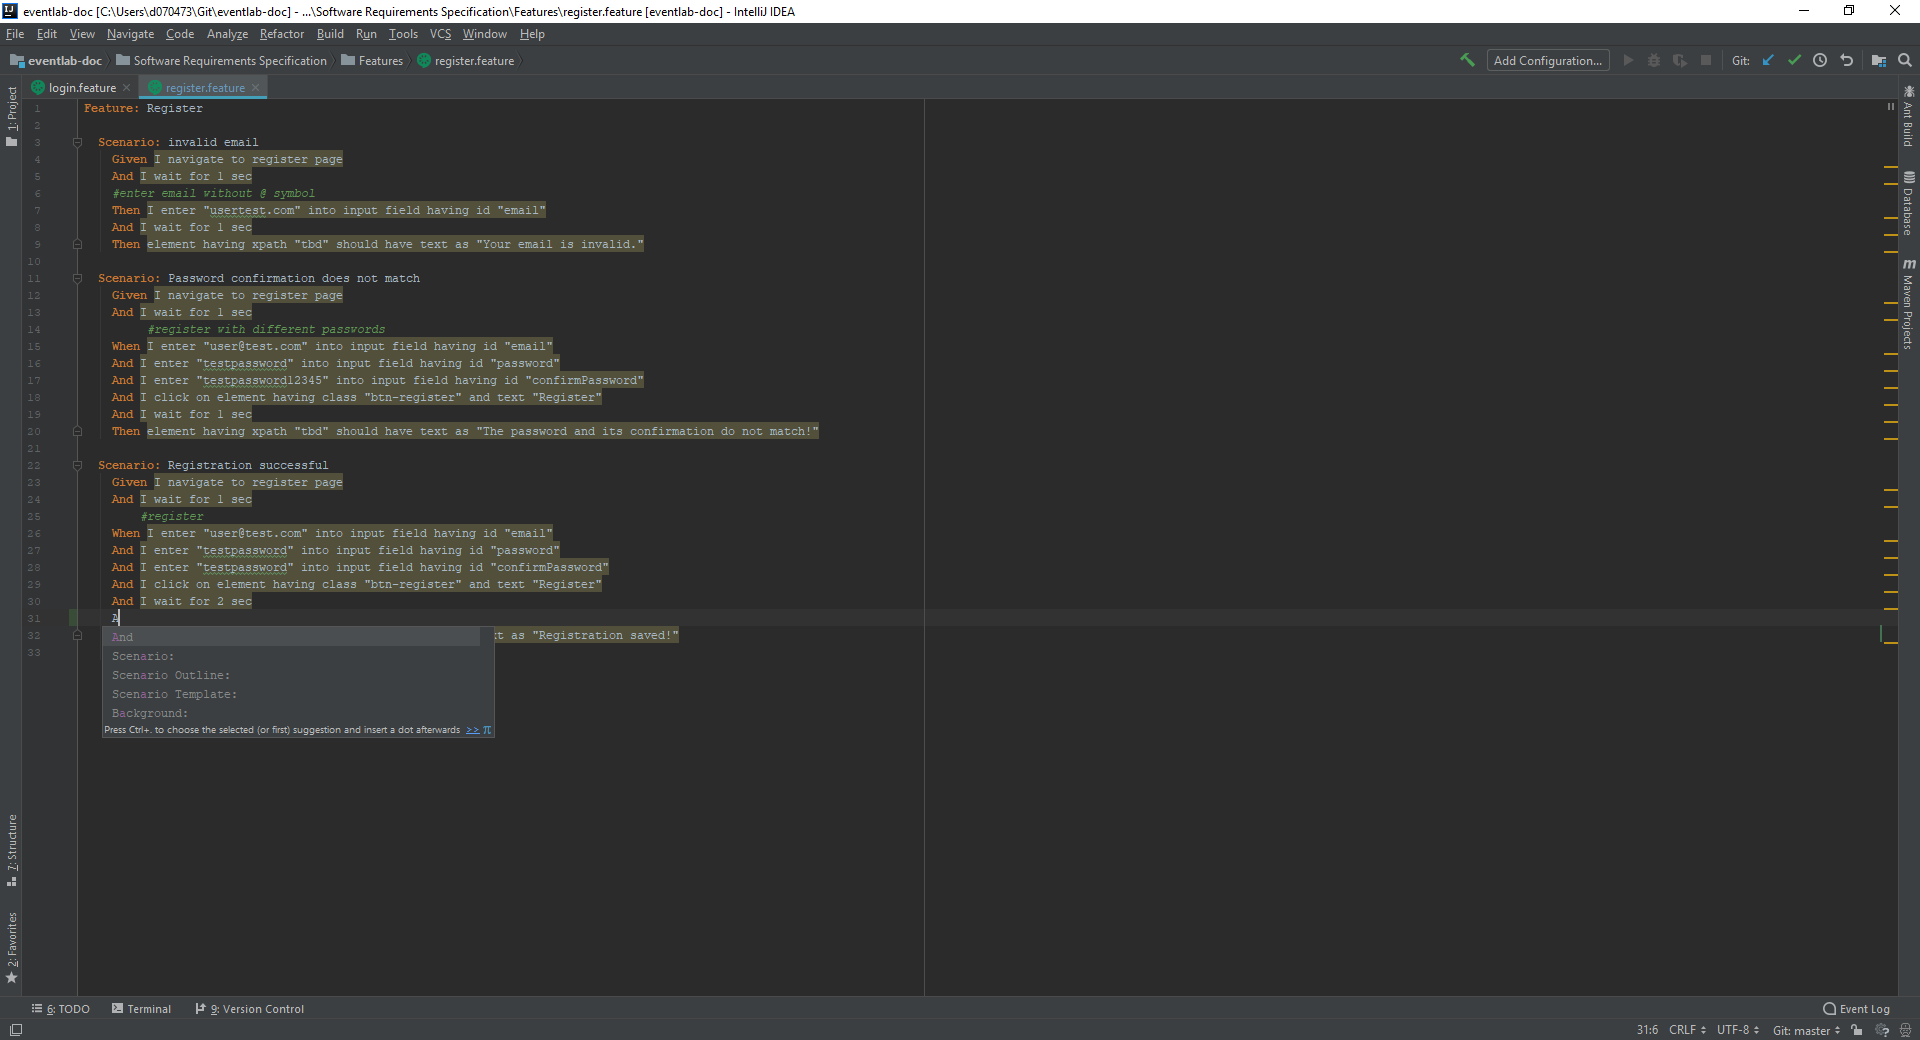 eventlab-doc [C:\Users\d070473\Git\eventlab-doc] - ...\Software Requirements Specification\Features\register.feature [eventlab-doc] - IntelliJ IDEA
File Edit View Navigate Code Analyze Refactor Build Run Tools VCS Window Help
eventlab-doc Software Requirements Specification Features register.feature Add Configuration... Git:
login.feature register.feature
1: Project
7: Structure
2: Favorites
1 Feature: Register
2
3 Scenario: invalid email
4 Given I navigate to register page
5 And I wait for 1 sec
6 #enter email without @ symbol
7 Then I enter "usertest.com" into input field having id "email"
8 And I wait for 1 sec
9 Then element having xpath "tbd" should have text as "Your email is invalid."
10
11 Scenario: Password confirmation does not match
12 Given I navigate to register page
13 And I wait for 1 sec
14 #register with different passwords
15 When I enter "user@test.com" into input field having id "email"
16 And I enter "testpassword" into input field having id "password"
17 And I enter "testpassword12345" into input field having id "confirmPassword"
18 And I click on element having class "btn-register" and text "Register"
19 And I wait for 1 sec
20 Then element having xpath "tbd" should have text as "The password and its confirmation do not match!"
21
22 Scenario: Registration successful
23 Given I navigate to register page
24 And I wait for 1 sec
25 #register
26 When I enter "user@test.com" into input field having id "email"
27 And I enter "testpassword" into input field having id "password"
28 And I enter "testpassword" into input field having id "confirmPassword"
29 And I click on element having class "btn-register" and text "Register"
30 And I wait for 2 sec
31 A
32 xt as "Registration saved!"
33
And
Scenario:
Scenario Outline:
Scenario Template:
Background:
Press Ctrl+. to choose the selected (or first) suggestion and insert a dot afterwards >> π
Ant Build
Database
m Maven Projects
6: TODO Terminal 9: Version Control Event Log
31:6 CRLF UTF-8 Git: master